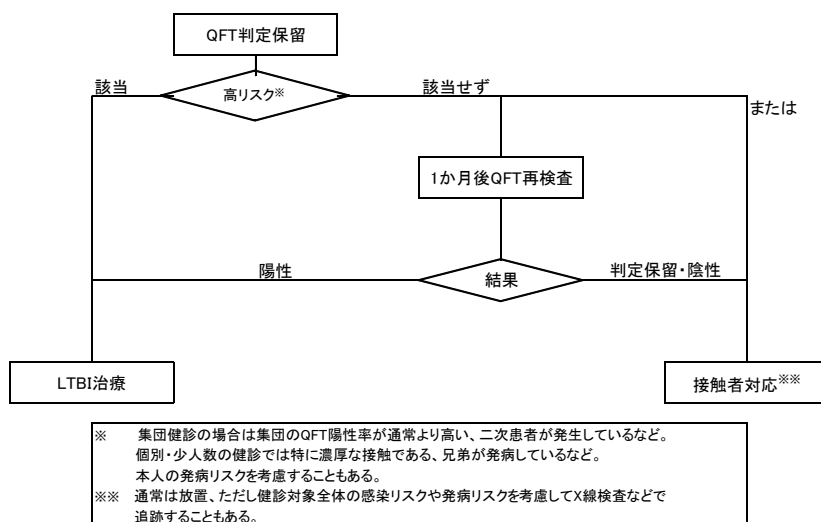 QFT判定保留
該当
高リスク※
該当せず
または
1か月後QFT再検査
陽性
結果
判定保留・陰性
LTBI治療
接触者対応※※
※ 集団健診の場合は集団のQFT陽性率が通常より高い、二次患者が発生しているなど。
個別・少人数の健診では特に濃厚な接触である、兄弟が発病しているなど。
本人の発病リスクを考慮することもある。
※※ 通常は放置、ただし健診対象全体の感染リスクや発病リスクを考慮してX線検査などで
追跡することもある。